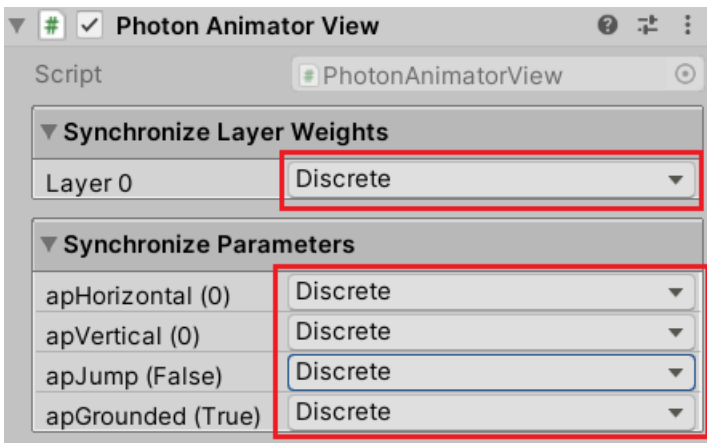 Photon Animator View
Script PhotonAnimatorView
Synchronize Layer Weights
Layer 0 Discrete
Synchronize Parameters
apHorizontal (0) Discrete
apVertical (0) Discrete
apJump (False) Discrete
apGrounded (True) Discrete